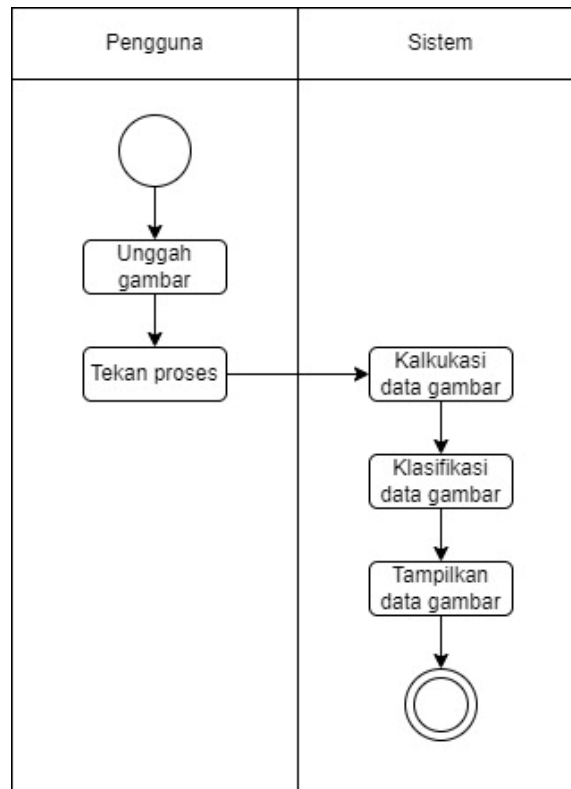 Pengguna
Sistem
Unggah
gambar
Tekan proses
Kalkukasi
data gambar
Klasifikasi
data gambar
Tampilkan
data gambar